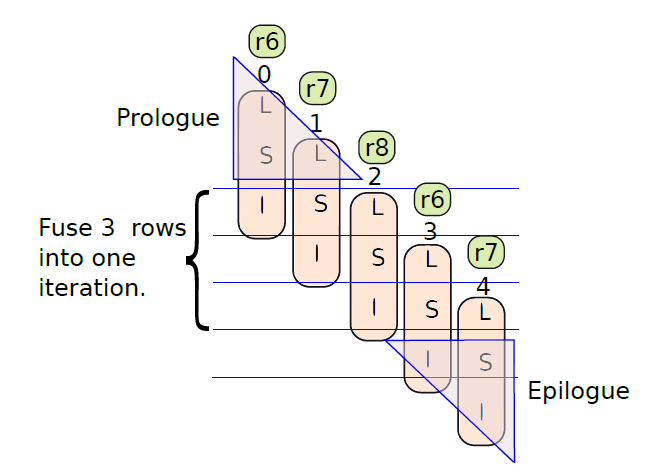 r6
0
r7
1
r8
2
r6
3
r7
4
Prologue
L
S
I
L
S
I
L
S
I
L
S
I
L
S
I
Fuse 3 rows
into one
iteration.
Epilogue